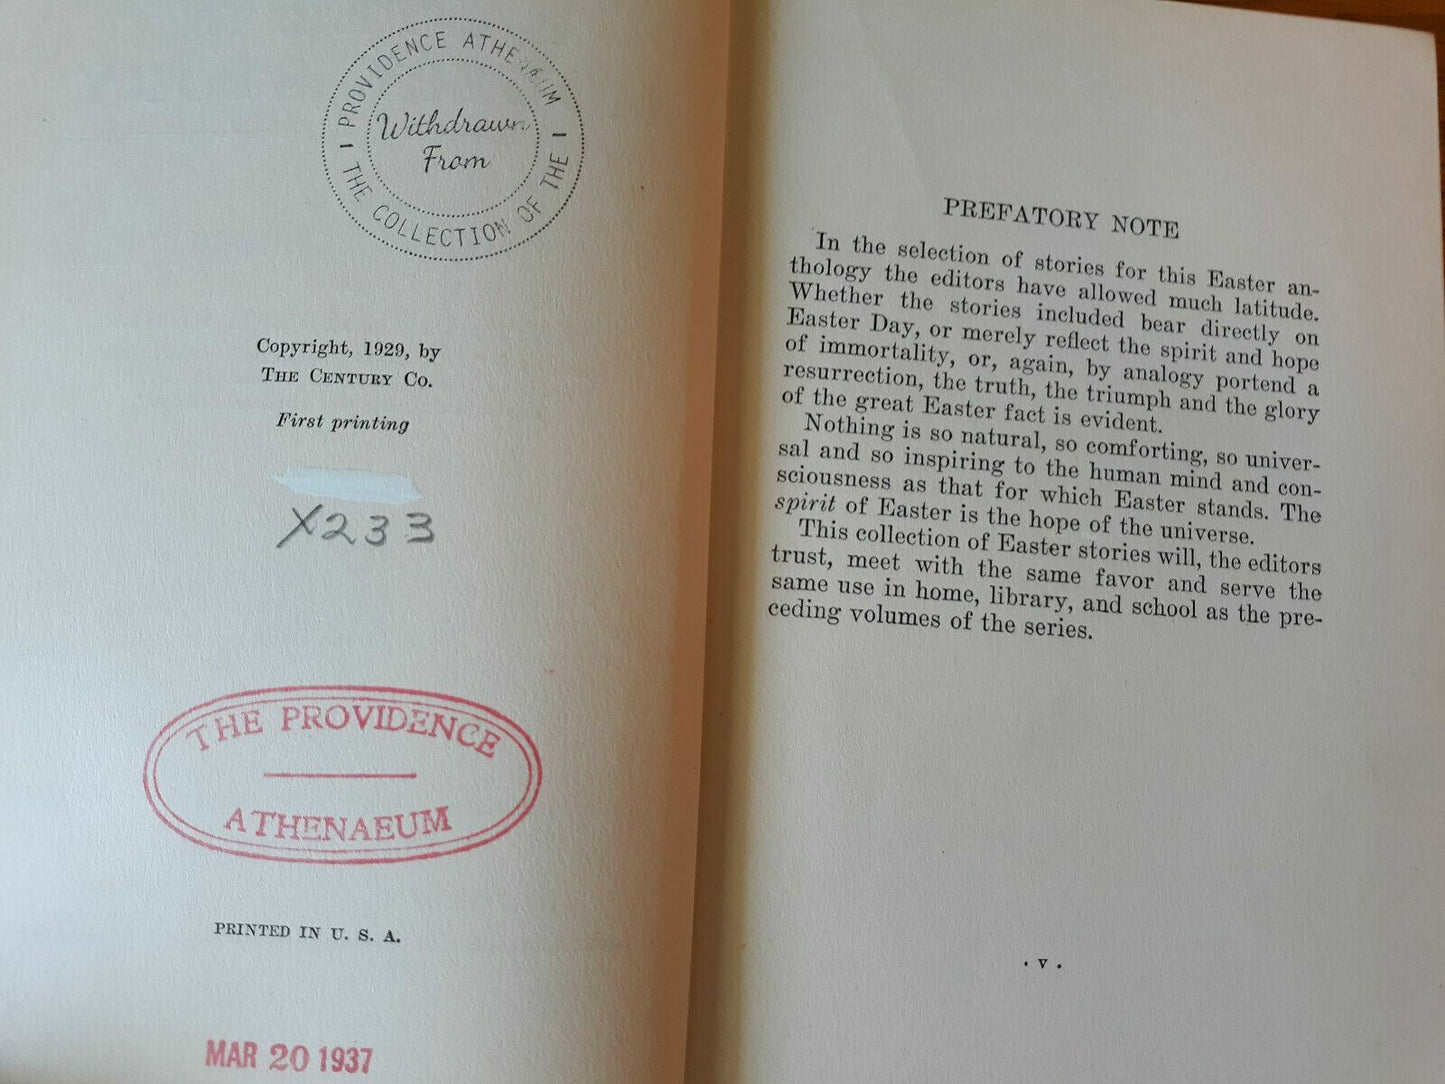 PROVIDENCE ATHENAEUM
Withdrawn
From
THE COLLECTION OF THE
Copyright, 1929, by
THE CENTURY CO.
First printing
X233
THE PROVIDENCE
ATHENAEUM
PRINTED IN U. S. A.
MAR 20 1937
PREFATORY NOTE
In the selection of stories for this Easter an-
thology the editors have allowed much latitude.
Whether the stories included bear directly on
Easter Day, or merely reflect the spirit and hope
of immortality, or, again, by analogy portend a
resurrection, the truth, the triumph and the glory
of the great Easter fact is evident.
Nothing is so natural, so comforting, so univer-
sal and so inspiring to the human mind and con-
sciousness as that for which Easter stands. The
spirit of Easter is the hope of the universe.
This collection of Easter stories will, the editors
trust, meet with the same favor and serve the
same use in home, library, and school as the pre-
ceding volumes of the series.
· v ·